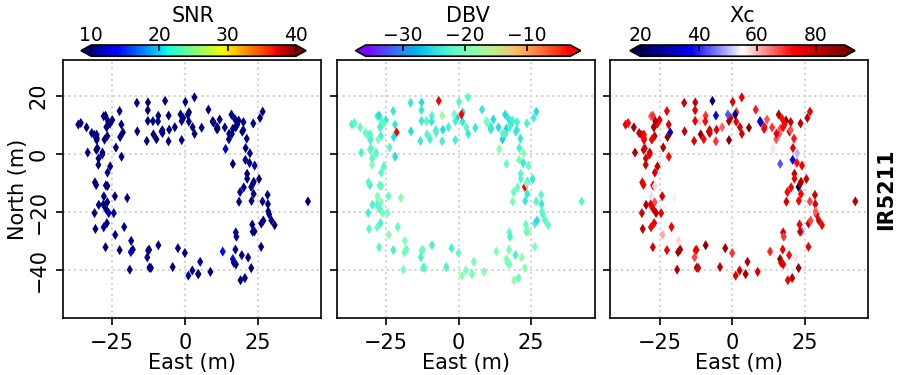 SNR DBV Xc
10 20 30 40 −30 −20 −10 20 40 60 80
20
0
−20
−40
North (m)
−25 0 25 −25 0 25 −25 0 25
East (m) East (m) East (m)
IR5211